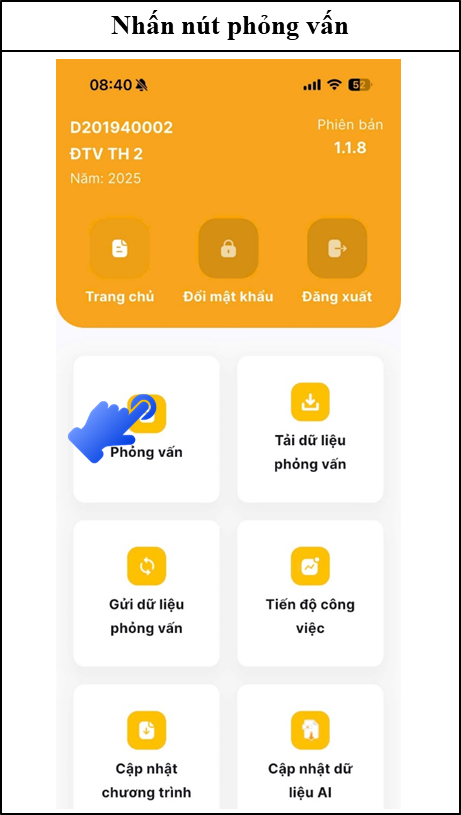 Nhấn nút phỏng vấn
08:40
52
D201940002
Phiên bản
ĐTV TH 2
1.1.8
Năm: 2025
Trang chủ
Đổi mật khẩu
Đăng xuất
Phỏng vấn
Tải dữ liệu
phỏng vấn
Gửi dữ liệu
phỏng vấn
Tiến độ công
việc
Cập nhật
chương trình
Cập nhật dữ
liệu AI